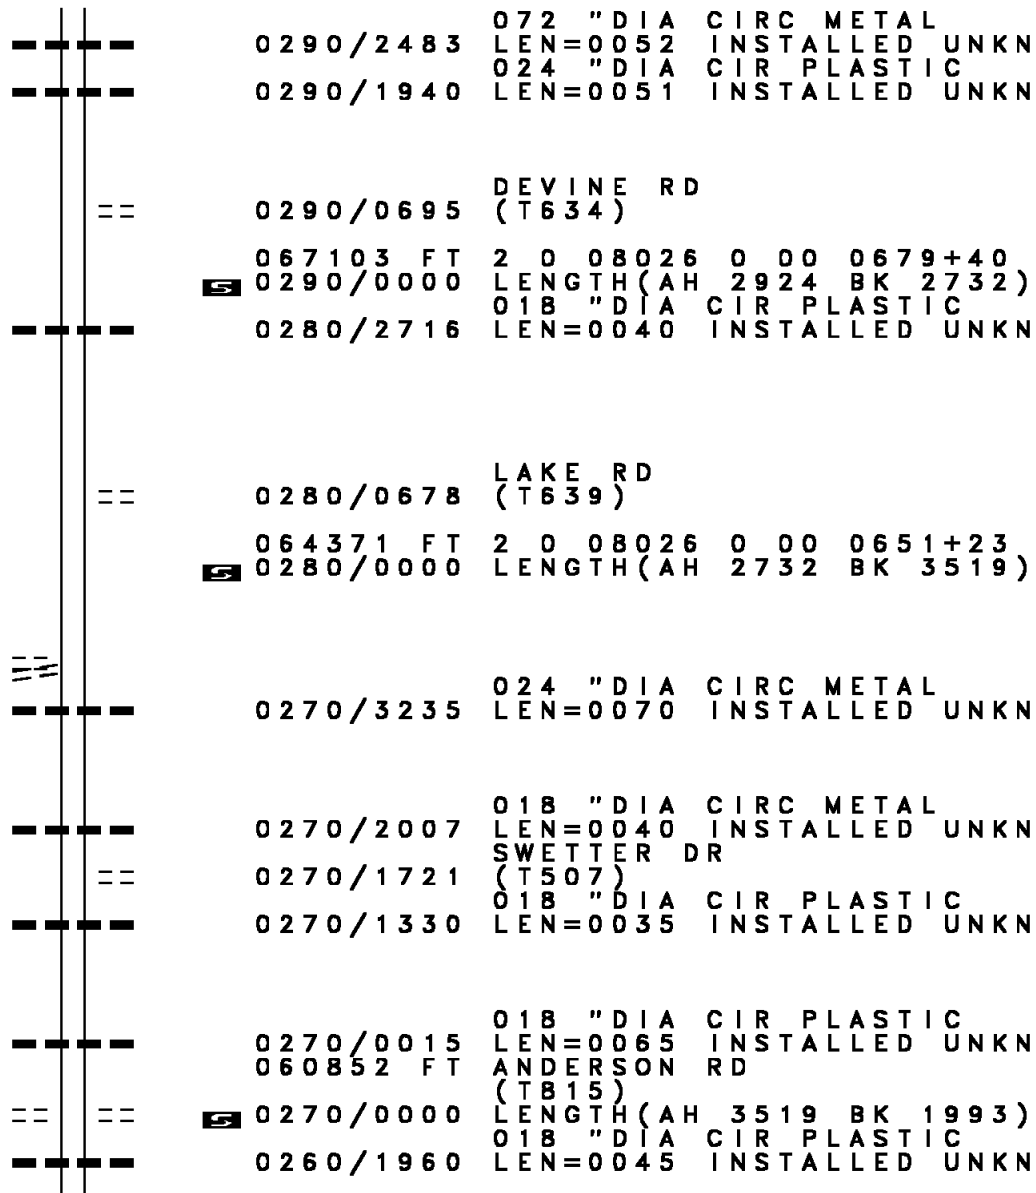 072 "DIA CIRC METAL
0290/2483 LEN=0052 INSTALLED UNKN
024 "DIA CIR PLASTIC
0290/1940 LEN=0051 INSTALLED UNKN
DEVINE RD
0290/0695 (T634)
067103 FT 2 0 08026 0 00 0679+40
S 0290/0000 LENGTH(AH 2924 BK 2732)
018 "DIA CIR PLASTIC
0280/2716 LEN=0040 INSTALLED UNKN
LAKE RD
0280/0678 (T639)
064371 FT 2 0 08026 0 00 0651+23
S 0280/0000 LENGTH(AH 2732 BK 3519)
024 "DIA CIRC METAL
0270/3235 LEN=0070 INSTALLED UNKN
018 "DIA CIRC METAL
0270/2007 LEN=0040 INSTALLED UNKN
SWETTER DR
0270/1721 (T507)
018 "DIA CIR PLASTIC
0270/1330 LEN=0035 INSTALLED UNKN
018 "DIA CIR PLASTIC
0270/0015 LEN=0065 INSTALLED UNKN
060852 FT ANDERSON RD
(T815)
S 0270/0000 LENGTH(AH 3519 BK 1993)
018 "DIA CIR PLASTIC
0260/1960 LEN=0045 INSTALLED UNKN